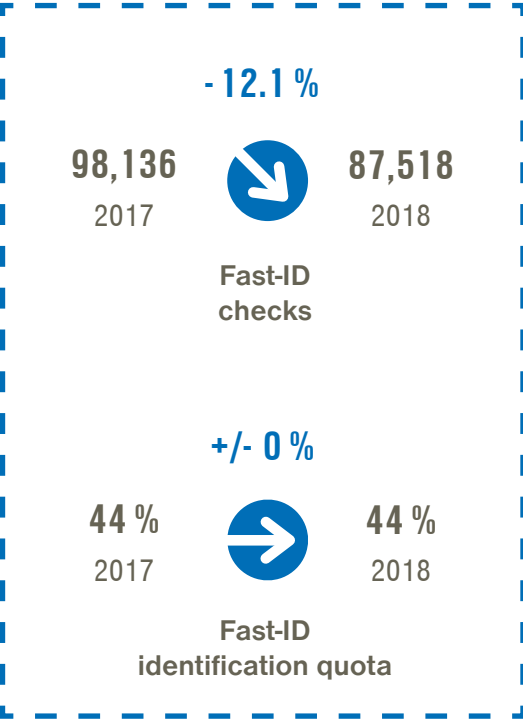 - 12.1 %
98,136
87,518
2017
2018
Fast-ID
checks
+/- 0 %
44 %
44 %
2017
2018
Fast-ID
identification quota